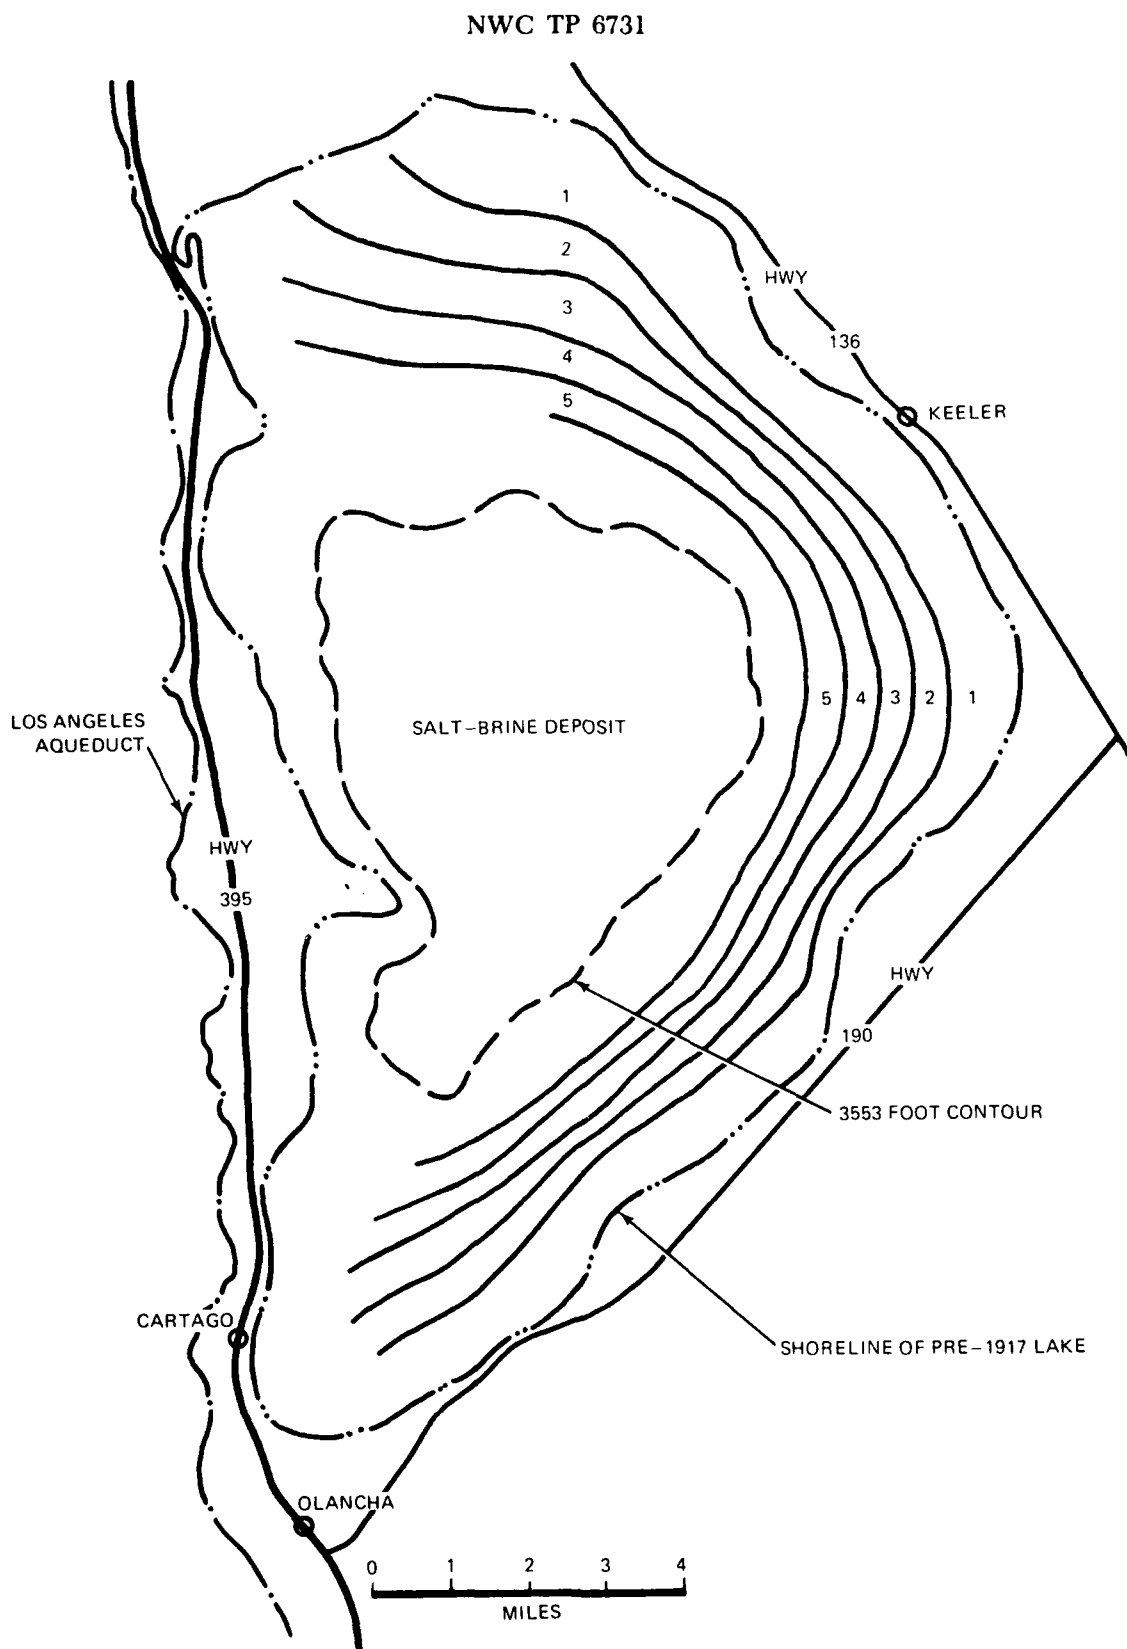 NWC TP 6731
1
2
3
4
5
HWY
136
KEELER
5 4 3 2 1
LOS ANGELES
AQUEDUCT
SALT-BRINE DEPOSIT
HWY
395
HWY
190
3553 FOOT CONTOUR
CARTAGO
SHORELINE OF PRE-1917 LAKE
OLANCHA
0 1 2 3 4
MILES